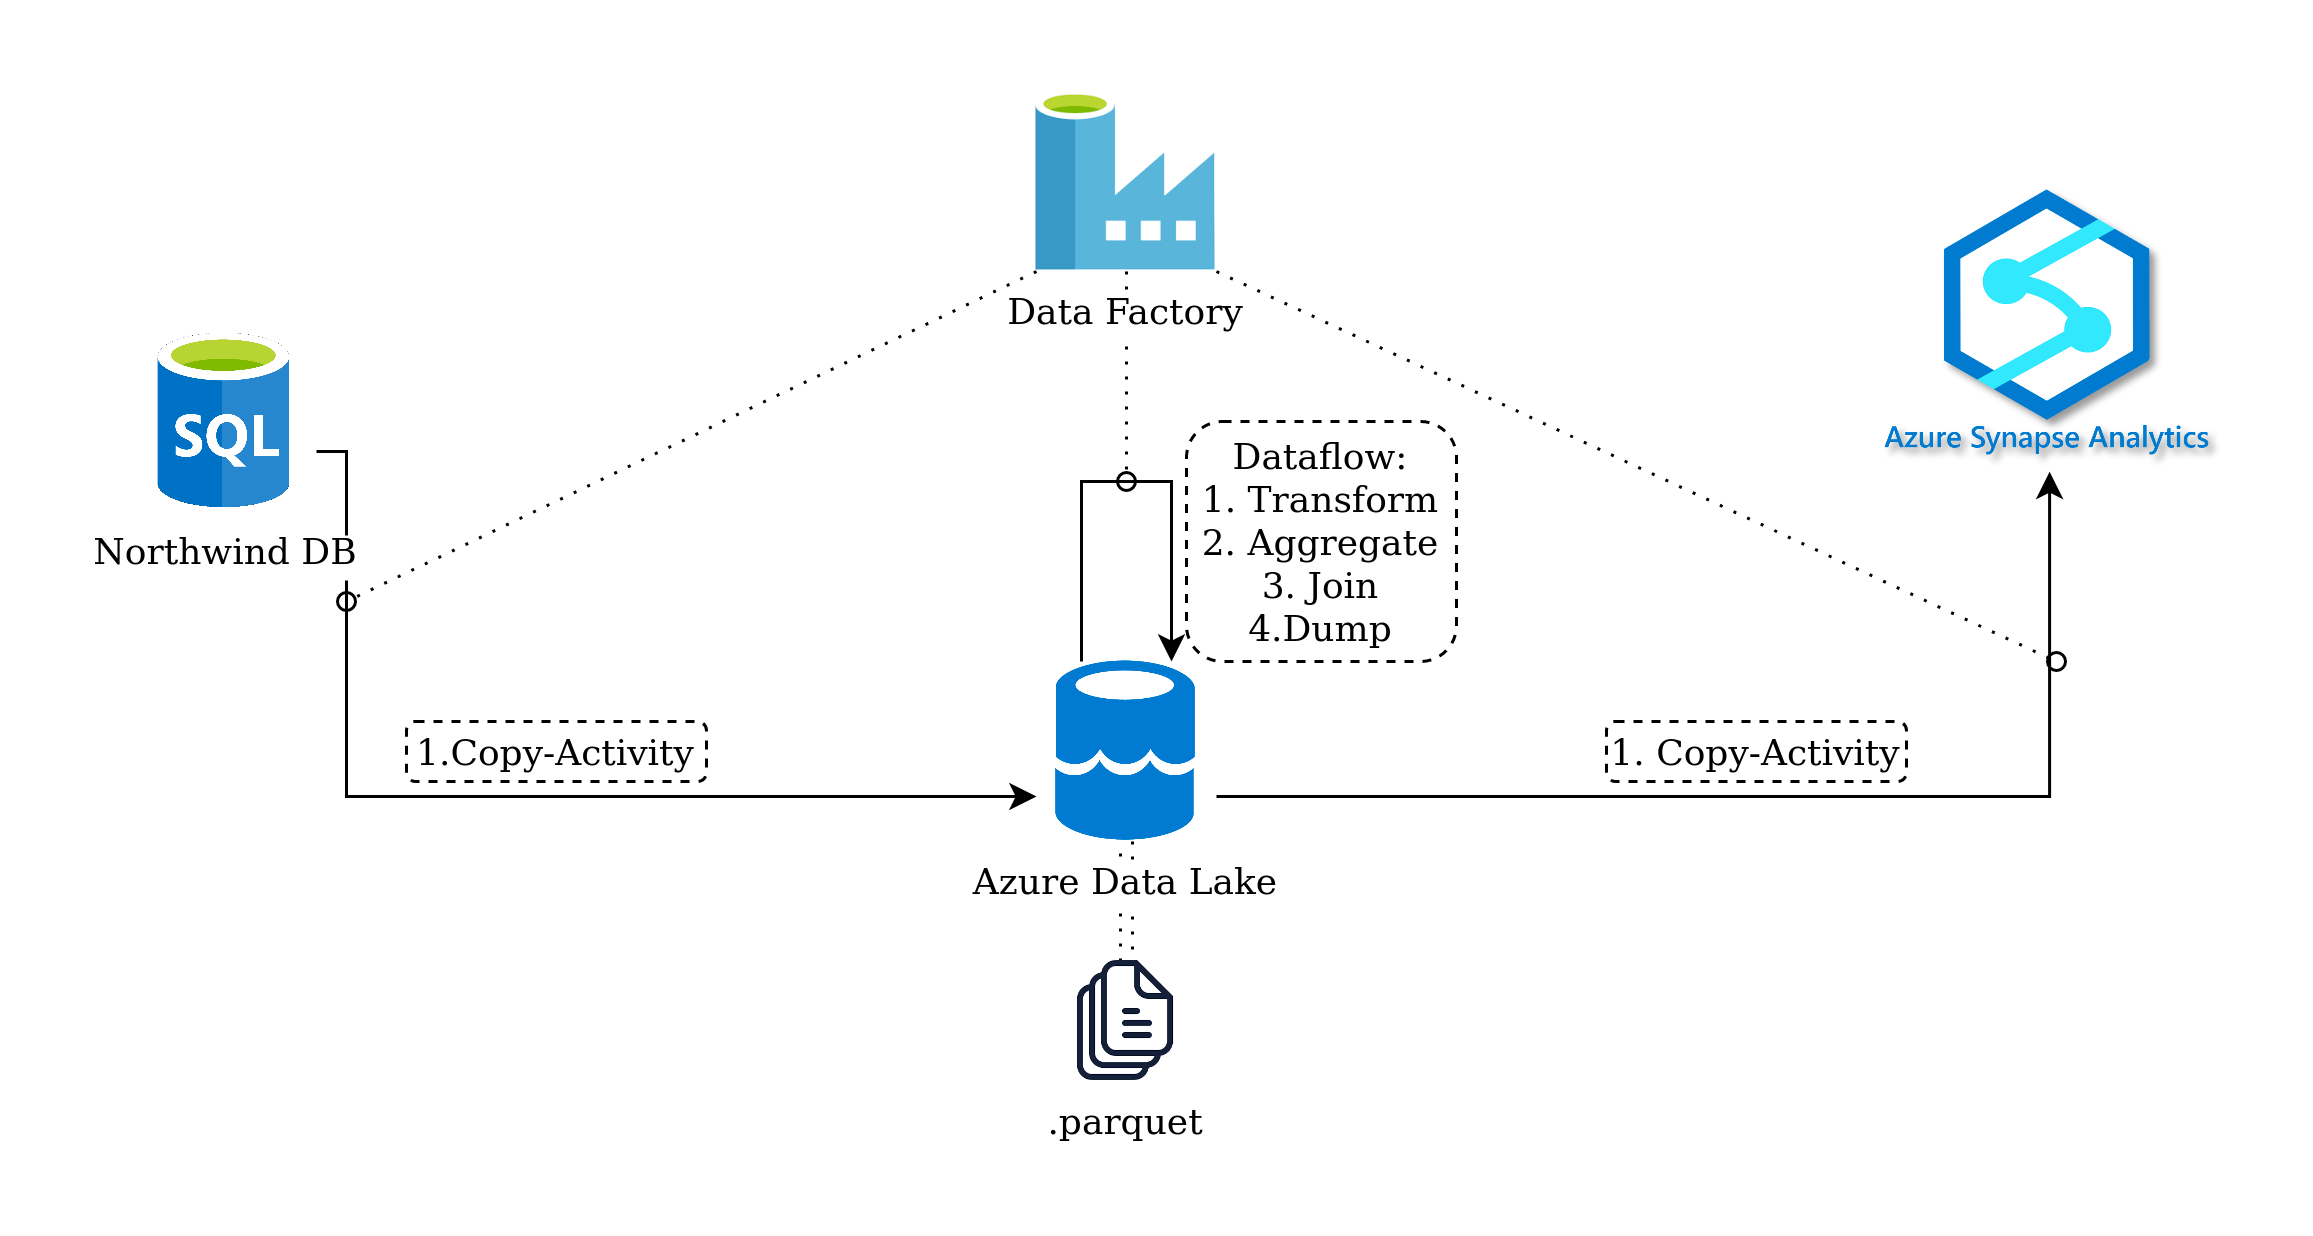 Data Factory
SQL
Northwind DB
Azure Synapse Analytics
Dataflow:
1. Transform
2. Aggregate
3. Join
4.Dump
1.Copy-Activity
1. Copy-Activity
Azure Data Lake
.parquet